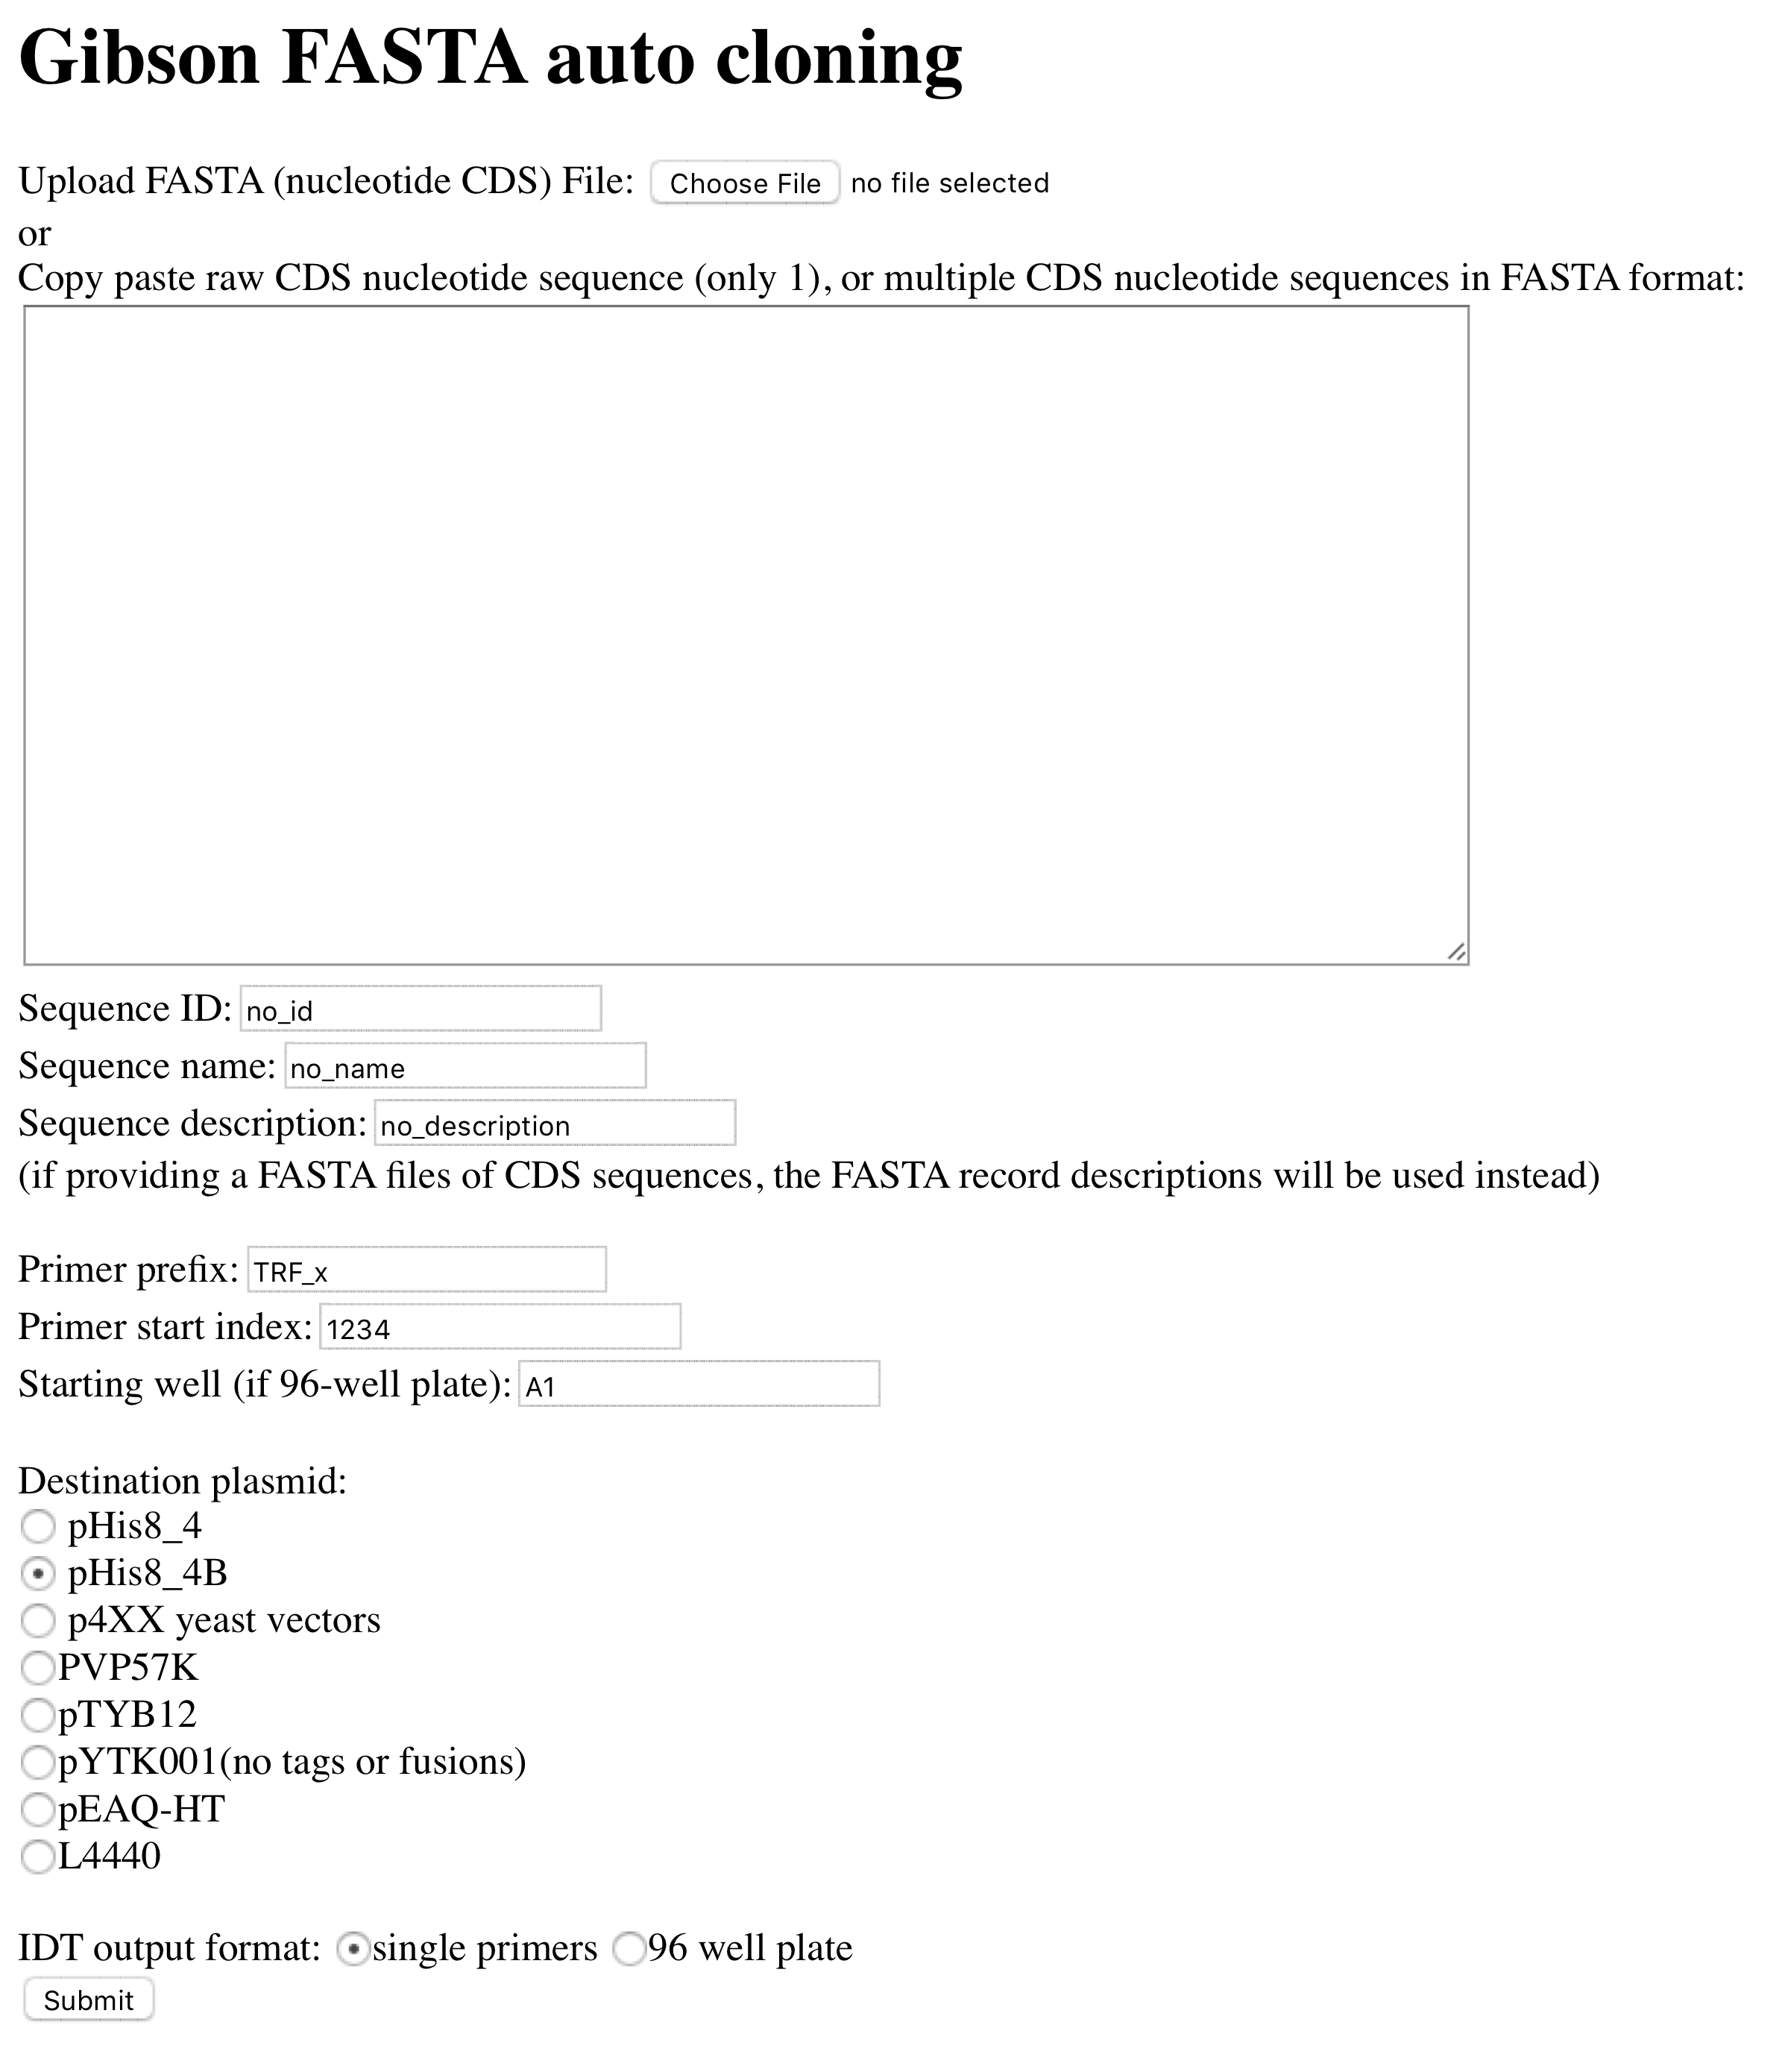 Gibson FASTA auto cloning
Upload FASTA (nucleotide CDS) File: Choose File no file selected
or
Copy paste raw CDS nucleotide sequence (only 1), or multiple CDS nucleotide sequences in FASTA format:
Sequence ID: no_id
Sequence name: no_name
Sequence description: no_description
(if providing a FASTA files of CDS sequences, the FASTA record descriptions will be used instead)
Primer prefix: TRF_x
Primer start index: 1234
Starting well (if 96-well plate): A1
Destination plasmid:
pHis8_4
pHis8_4B
p4XX yeast vectors
PVP57K
pTYB12
pYTK001(no tags or fusions)
pEAQ-HT
L4440
IDT output format: single primers 96 well plate
Submit